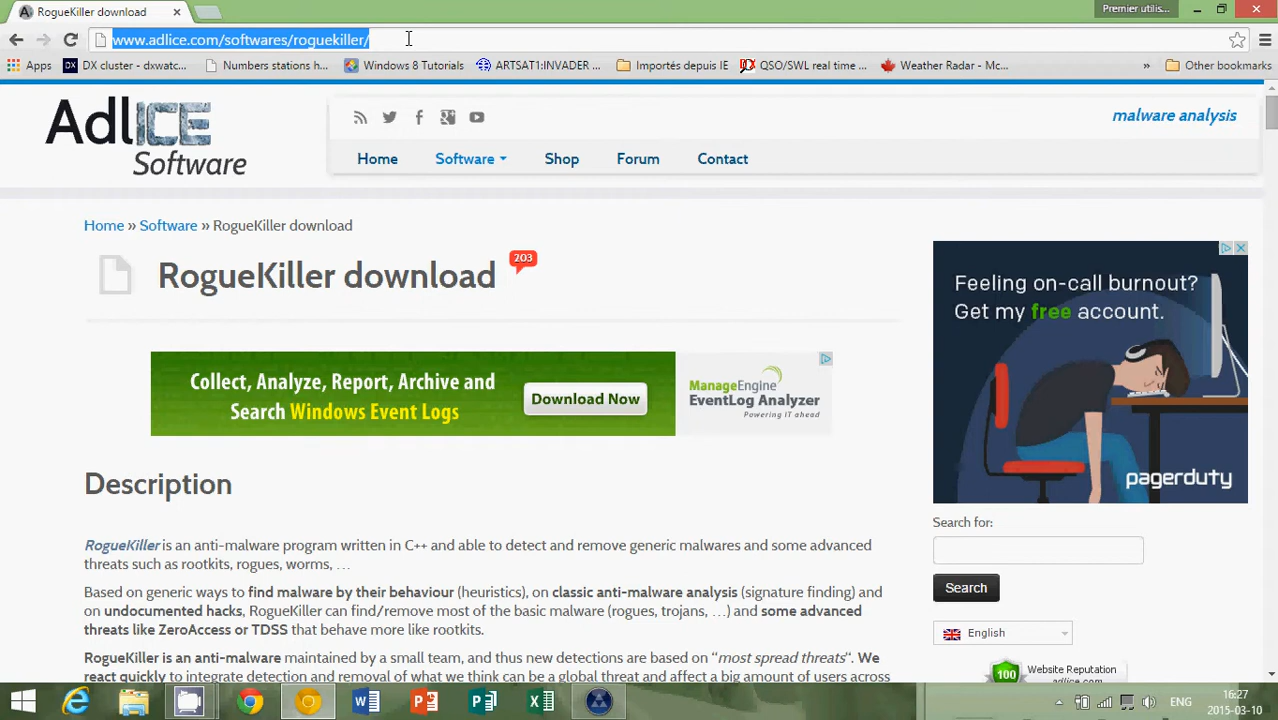 RogueKiller download
Premier utilis...
www.adlice.com/softwares/roguekiller/
Apps
DX cluster - dxwatc...
Numbers stations h...
Windows 8 Tutorials
ARTSAT1:INVADER ...
Importés depuis IE
QSO/SWL real time ...
Weather Radar - Mc...
»
Other bookmarks
AdlICE
Software
malware analysis
Home
Software
Shop
Forum
Contact
Home » Software » RogueKiller download
RogueKiller download
203
Collect, Analyze, Report, Archive and
Search Windows Event Logs
Download Now
ManageEngine
EventLog Analyzer
Powering IT ahead
Feeling on-call burnout?
Get my free account.
pagerduty
Description
Search for:
Search
English
RogueKiller is an anti-malware program written in C++ and able to detect and remove generic malwares and some advanced
threats such as rootkits, rogues, worms, …
Based on generic ways to find malware by their behaviour (heuristics), on classic anti-malware analysis (signature finding) and
on undocumented hacks, RogueKiller can find/remove most of the basic malware (rogues, trojans, …) and some advanced
threats like ZeroAccess or TDSS that behave more like rootkits.
RogueKiller is an anti-malware maintained by a small team, and thus new detections are based on “most spread threats“. We
react quickly to integrate detection and removal of what we think can be a global threat and affect a big amount of users across
100
Website Reputation
adlice.com
ENG
16:27
2015-03-10